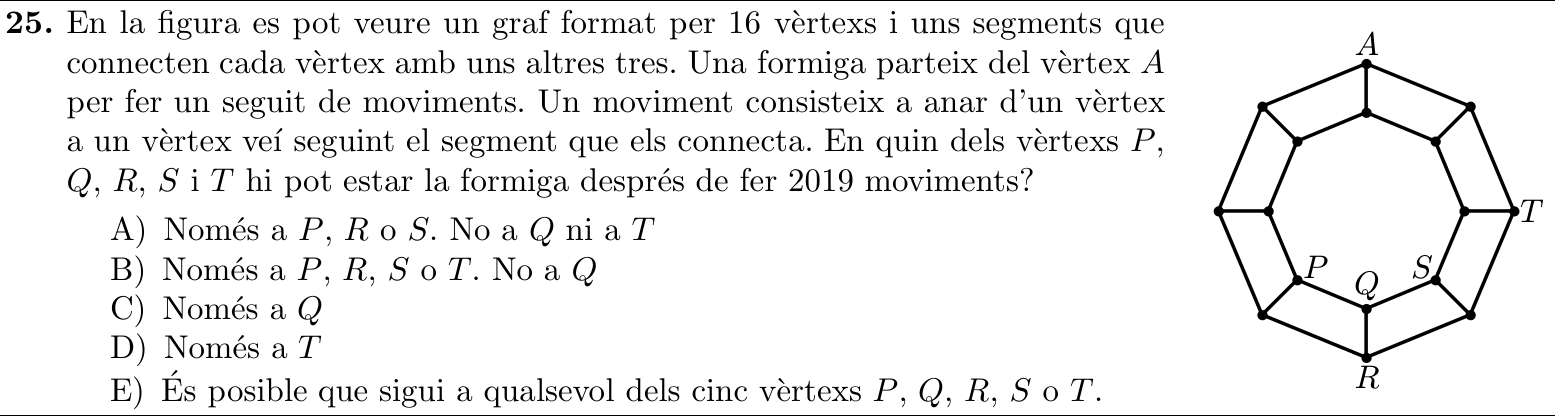 25. En la figura es pot veure un graf format per 16 vèrtexs i uns segments que
connecten cada vèrtex amb uns altres tres. Una formiga parteix del vèrtex A
per fer un seguit de moviments. Un moviment consisteix a anar d'un vèrtex
a un vèrtex veí seguint el segment que els connecta. En quin dels vèrtexs P,
Q, R, S i T hi pot estar la formiga després de fer 2019 moviments?
A) Només a P, R o S. No a Q ni a T
B) Només a P, R, S o T. No a Q
C) Només a Q
D) Només a T
E) És posible que sigui a qualsevol dels cinc vèrtexs P, Q, R, S o T.
A
T
P
Q
S
R